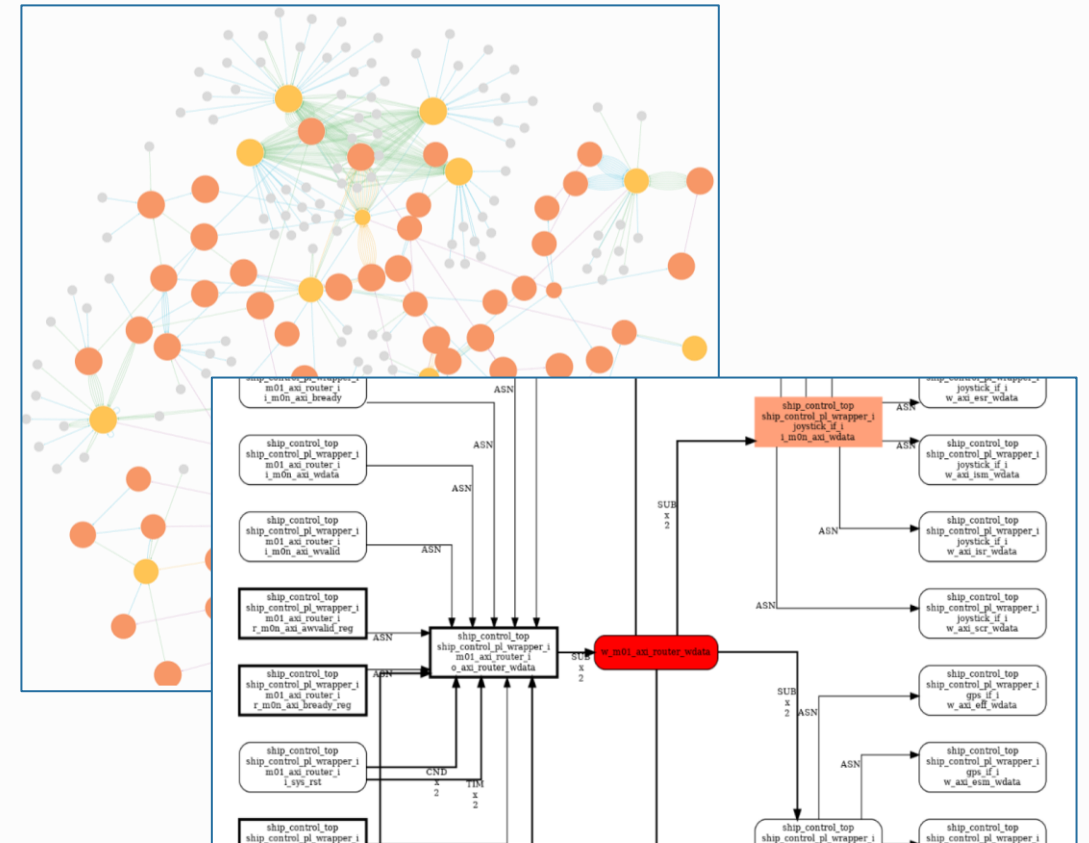 ship_control_pl_wrapper_i
m01_axi_router_i
i_m0n_axi_bready
ASN
ship_control_top
ship_control_pl_wrapper_i
joystick_if_i
i_m0n_axi_wdata
ASN
ship_control_pl_wrapper_i
joystick_if_i
w_axi_esr_wdata
ship_control_top
ship_control_pl_wrapper_i
m01_axi_router_i
i_m0n_axi_wdata
ASN
ASN
ASN
ship_control_top
ship_control_pl_wrapper_i
joystick_if_i
w_axi_ism_wdata
ship_control_top
ship_control_pl_wrapper_i
m01_axi_router_i
i_m0n_axi_wvalid
ASN
SUB
x
2
ASN
ship_control_top
ship_control_pl_wrapper_i
joystick_if_i
w_axi_isr_wdata
ship_control_top
ship_control_pl_wrapper_i
m01_axi_router_i
r_m0n_axi_awvalid_reg
ASN
ASN
ship_control_top
ship_control_pl_wrapper_i
joystick_if_i
w_axi_scr_wdata
ship_control_top
ship_control_pl_wrapper_i
m01_axi_router_i
o_axi_router_wdata
SUB
x
2
w_m01_axi_router_wdata
ship_control_top
ship_control_pl_wrapper_i
m01_axi_router_i
r_m0n_axi_bready_reg
ASN
SUB
x
2
ASN
ship_control_top
ship_control_pl_wrapper_i
gps_if_i
w_axi_eff_wdata
ship_control_top
ship_control_pl_wrapper_i
m01_axi_router_i
i_sys_rst
CND
x
2
TIM
x
2
ASN
ship_control_top
ship_control_pl_wrapper_i
gps_if_i
w_axi_esm_wdata
ship_control_top
ship_control_pl_wrapper_i
ship_control_top
ship_control_pl_wrapper_i
ship_control_top
ship_control_pl_wrapper_i